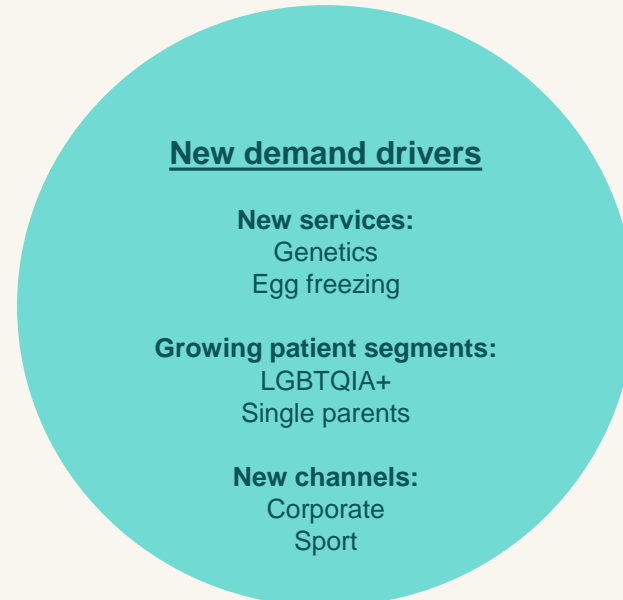 New demand drivers
New services:
Genetics
Egg freezing
Growing patient segments:
LGBTQIA+
Single parents
New channels:
Corporate
Sport